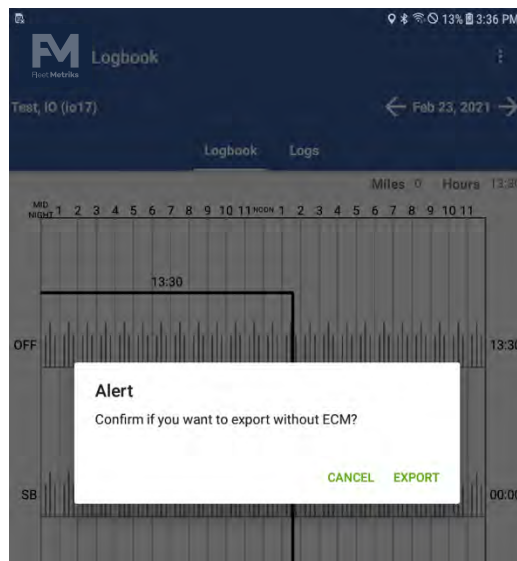 13% 3:36 PM
FM Logbook
Fleet Metriks
Test, IO (io17)
Feb 23, 2021
Logbook Logs
Miles 0 Hours 13:30
MID NIGHT 1 2 3 4 5 6 7 8 9 10 11 NOON 1 2 3 4 5 6 7 8 9 10 11
13:30
OFF 13:30
Alert
Confirm if you want to export without ECM?
CANCEL EXPORT
SB 00:00